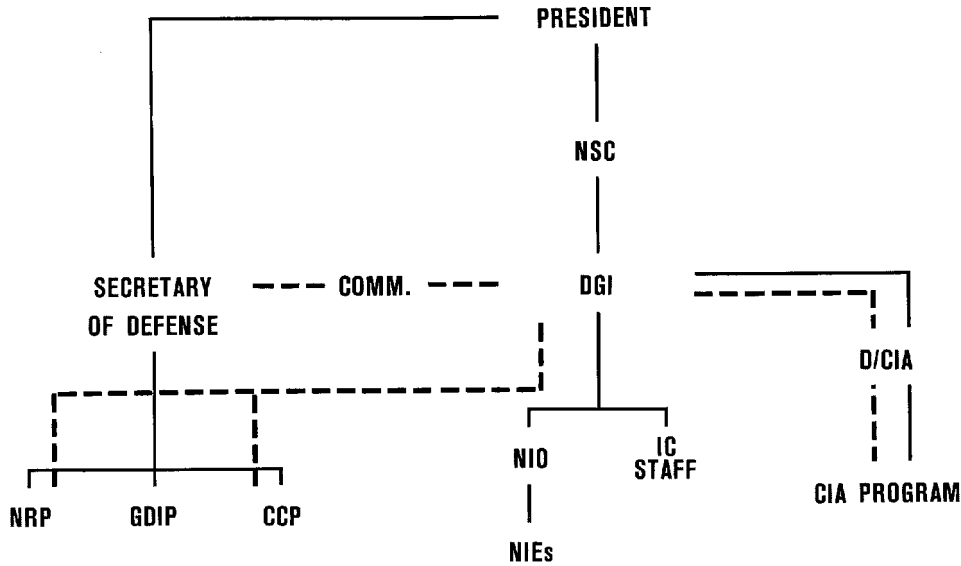 PRESIDENT
NSC
SECRETARY
OF DEFENSE
COMM.
DGI
D/CIA
NIO
IC
STAFF
CIA PROGRAM
NRP
GDIP
CCP
NIEs